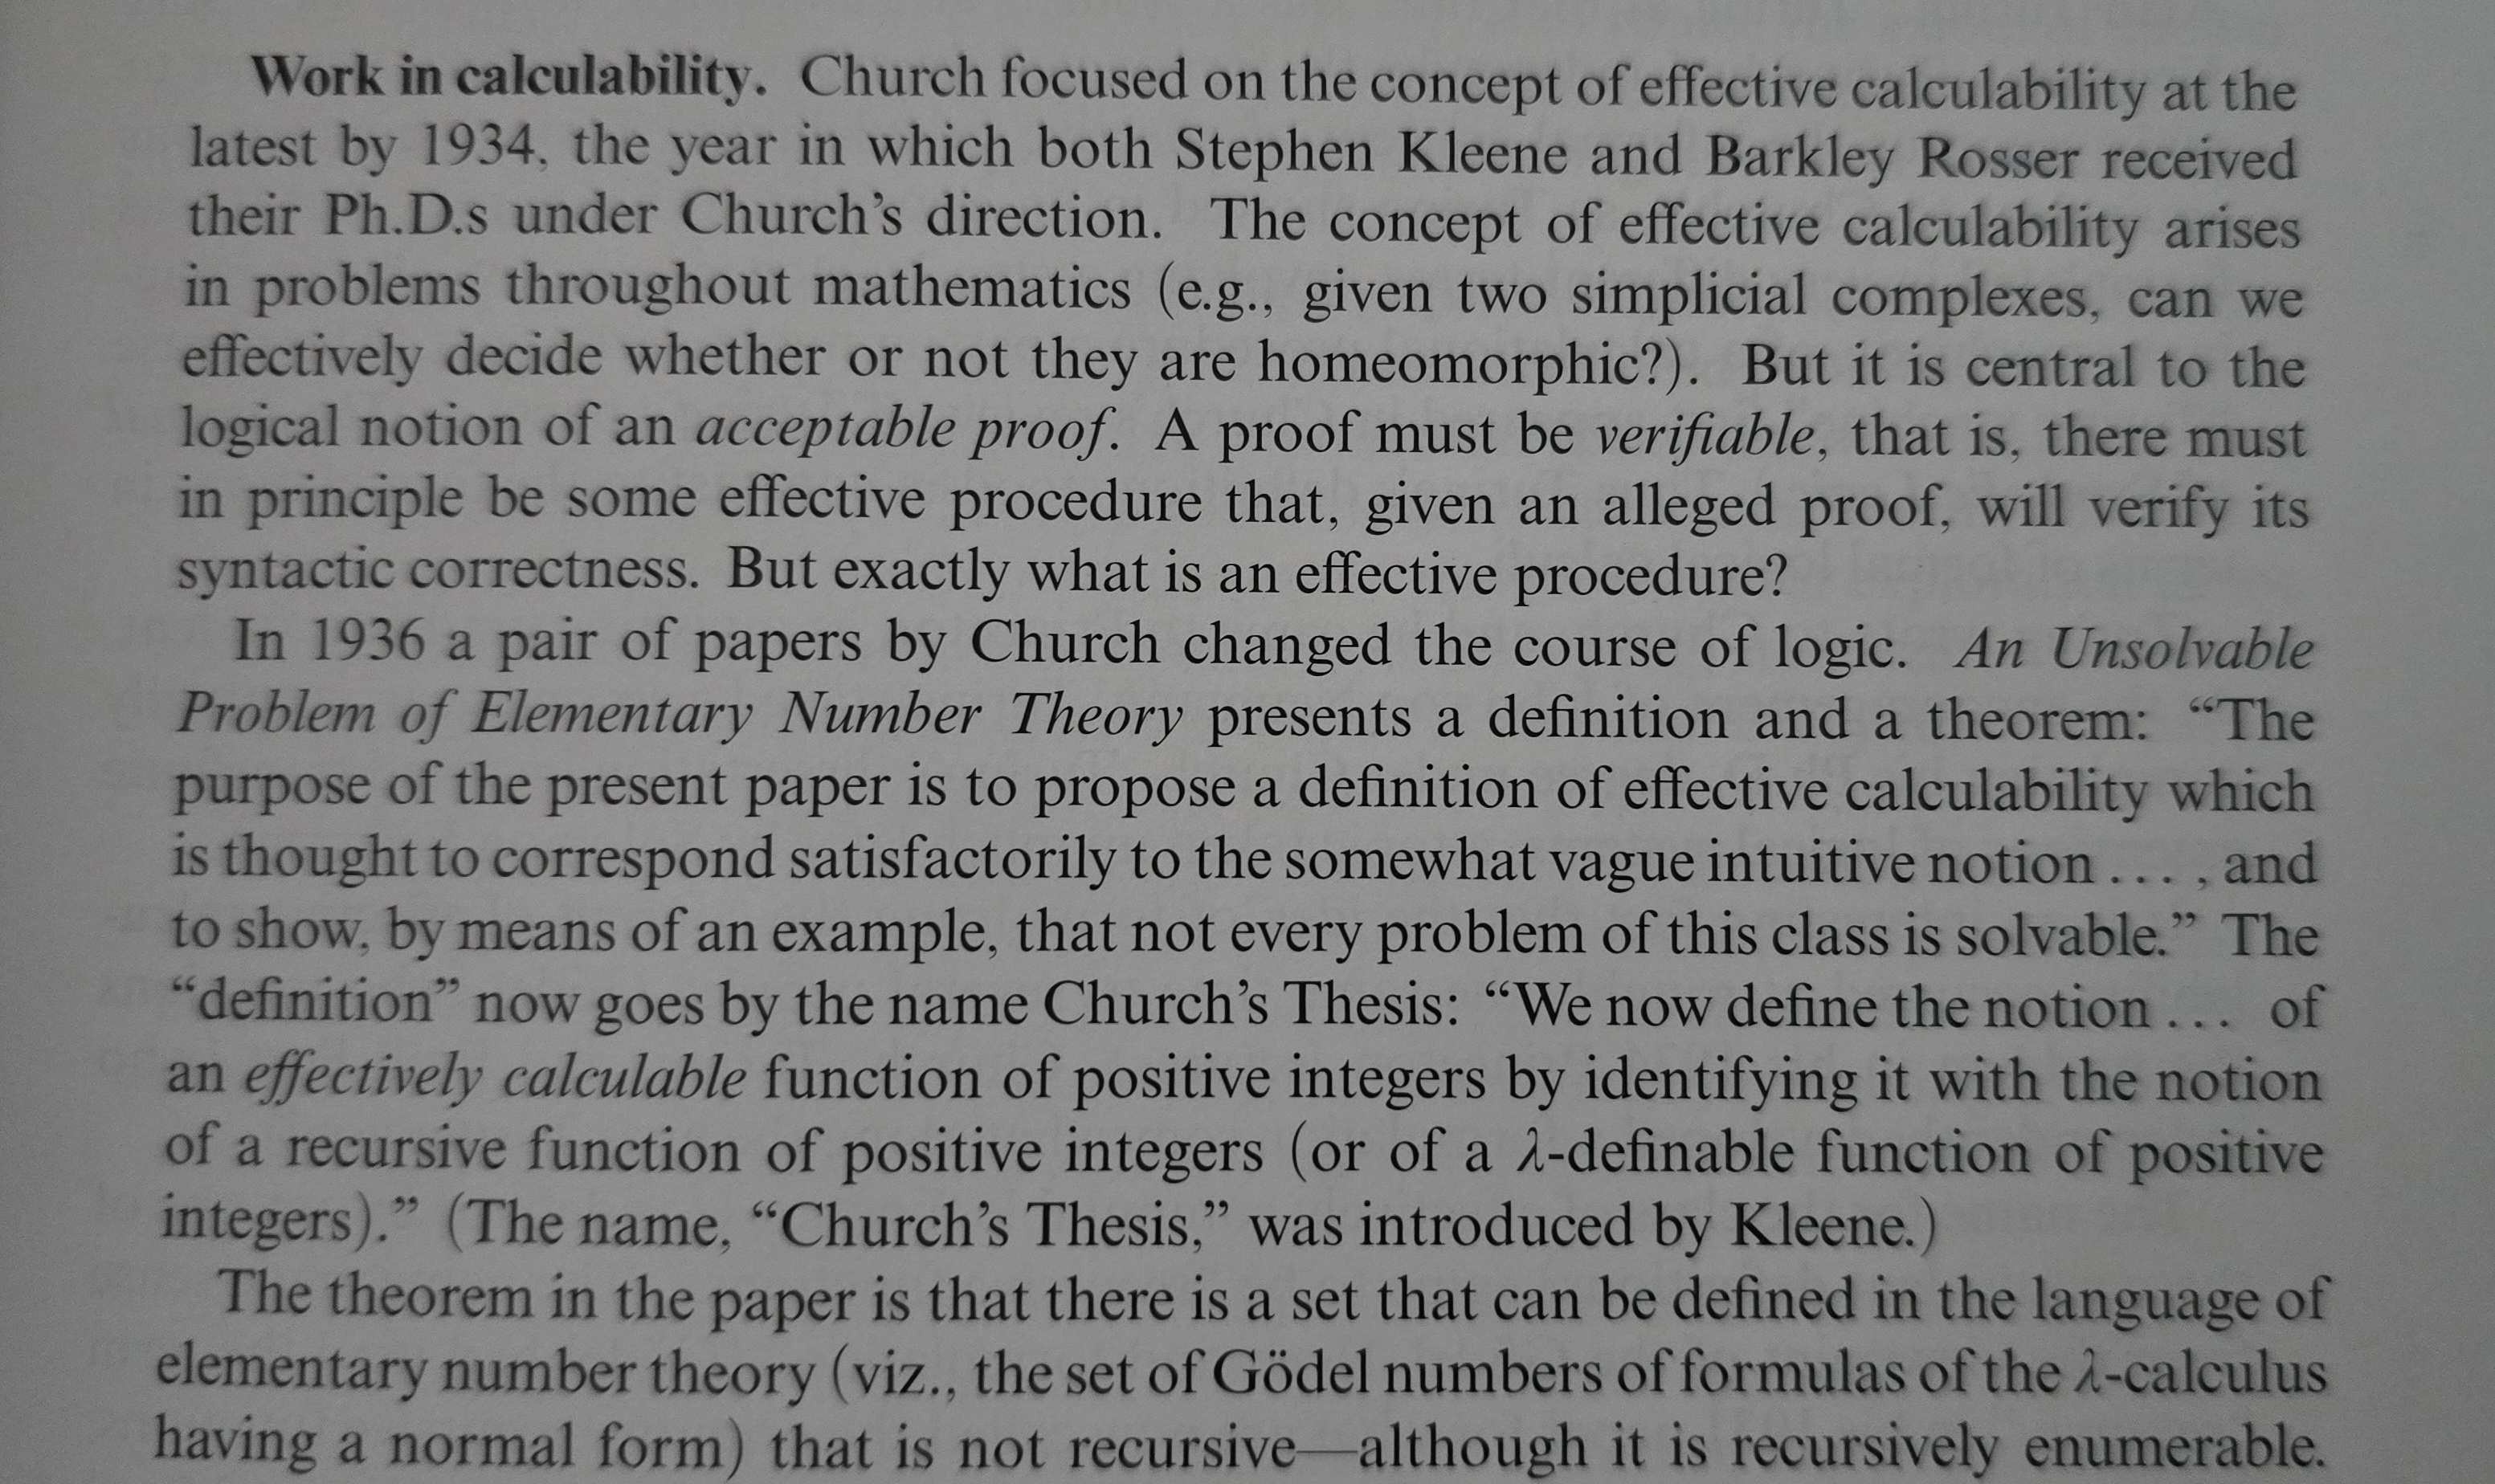 Work in calculability. Church focused on the concept of effective calculability at the
latest by 1934, the year in which both Stephen Kleene and Barkley Rosser received
their Ph.D.s under Church’s direction. The concept of effective calculability arises
in problems throughout mathematics (e.g., given two simplicial complexes, can we
effectively decide whether or not they are homeomorphic?). But it is central to the
logical notion of an acceptable proof. A proof must be verifiable, that is, there must
in principle be some effective procedure that, given an alleged proof, will verify its
syntactic correctness. But exactly what is an effective procedure?
In 1936 a pair of papers by Church changed the course of logic. An Unsolvable
Problem of Elementary Number Theory presents a definition and a theorem: “The
purpose of the present paper is to propose a definition of effective calculability which
is thought to correspond satisfactorily to the somewhat vague intuitive notion . . . , and
to show, by means of an example, that not every problem of this class is solvable.” The
“definition” now goes by the name Church’s Thesis: “We now define the notion . . . of
an effectively calculable function of positive integers by identifying it with the notion
of a recursive function of positive integers (or of a λ-definable function of positive
integers).” (The name, “Church’s Thesis,” was introduced by Kleene.)
The theorem in the paper is that there is a set that can be defined in the language of
elementary number theory (viz., the set of Gödel numbers of formulas of the λ-calculus
having a normal form) that is not recursive—although it is recursively enumerable.